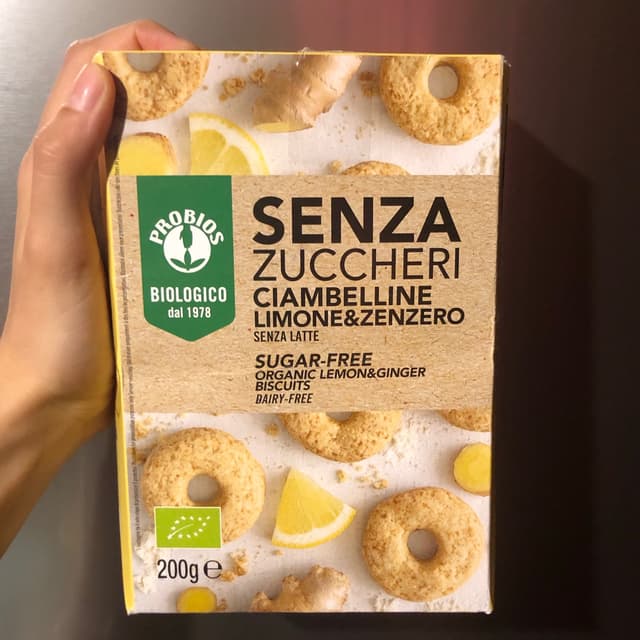 PROBIOS
BIOLOGICO
dal 1978
SENZA
ZUCCHERI
CIAMBELLINE
LIMONE&ZENZERO
SENZA LATTE
SUGAR-FREE
ORGANIC LEMON&GINGER
BISCUITS
DAIRY-FREE
200g ℮